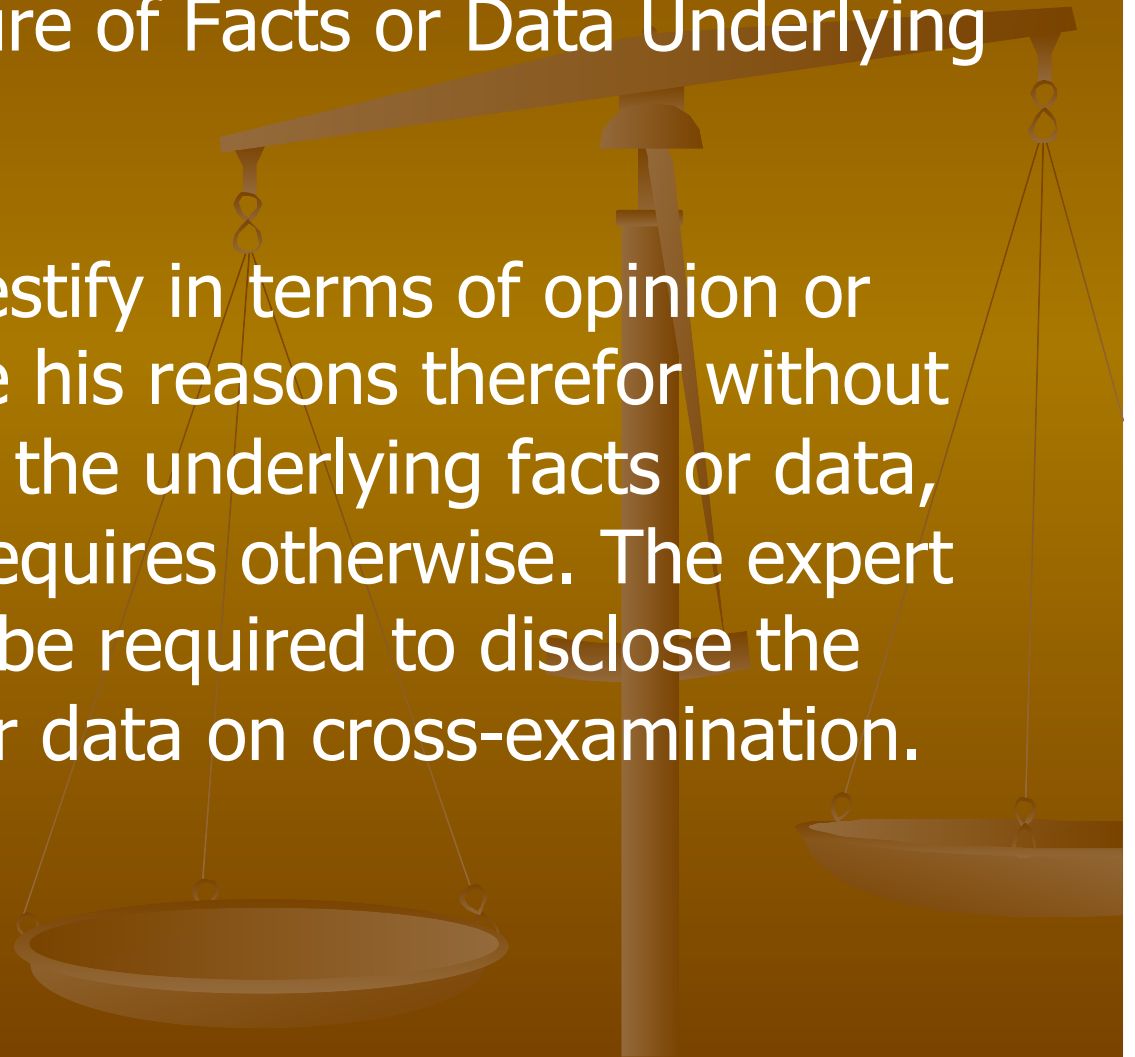 ure of Facts or Data Underlying
estify in terms of opinion or
e his reasons therefor without
the underlying facts or data,
equires otherwise. The expert
be required to disclose the
r data on cross-examination.